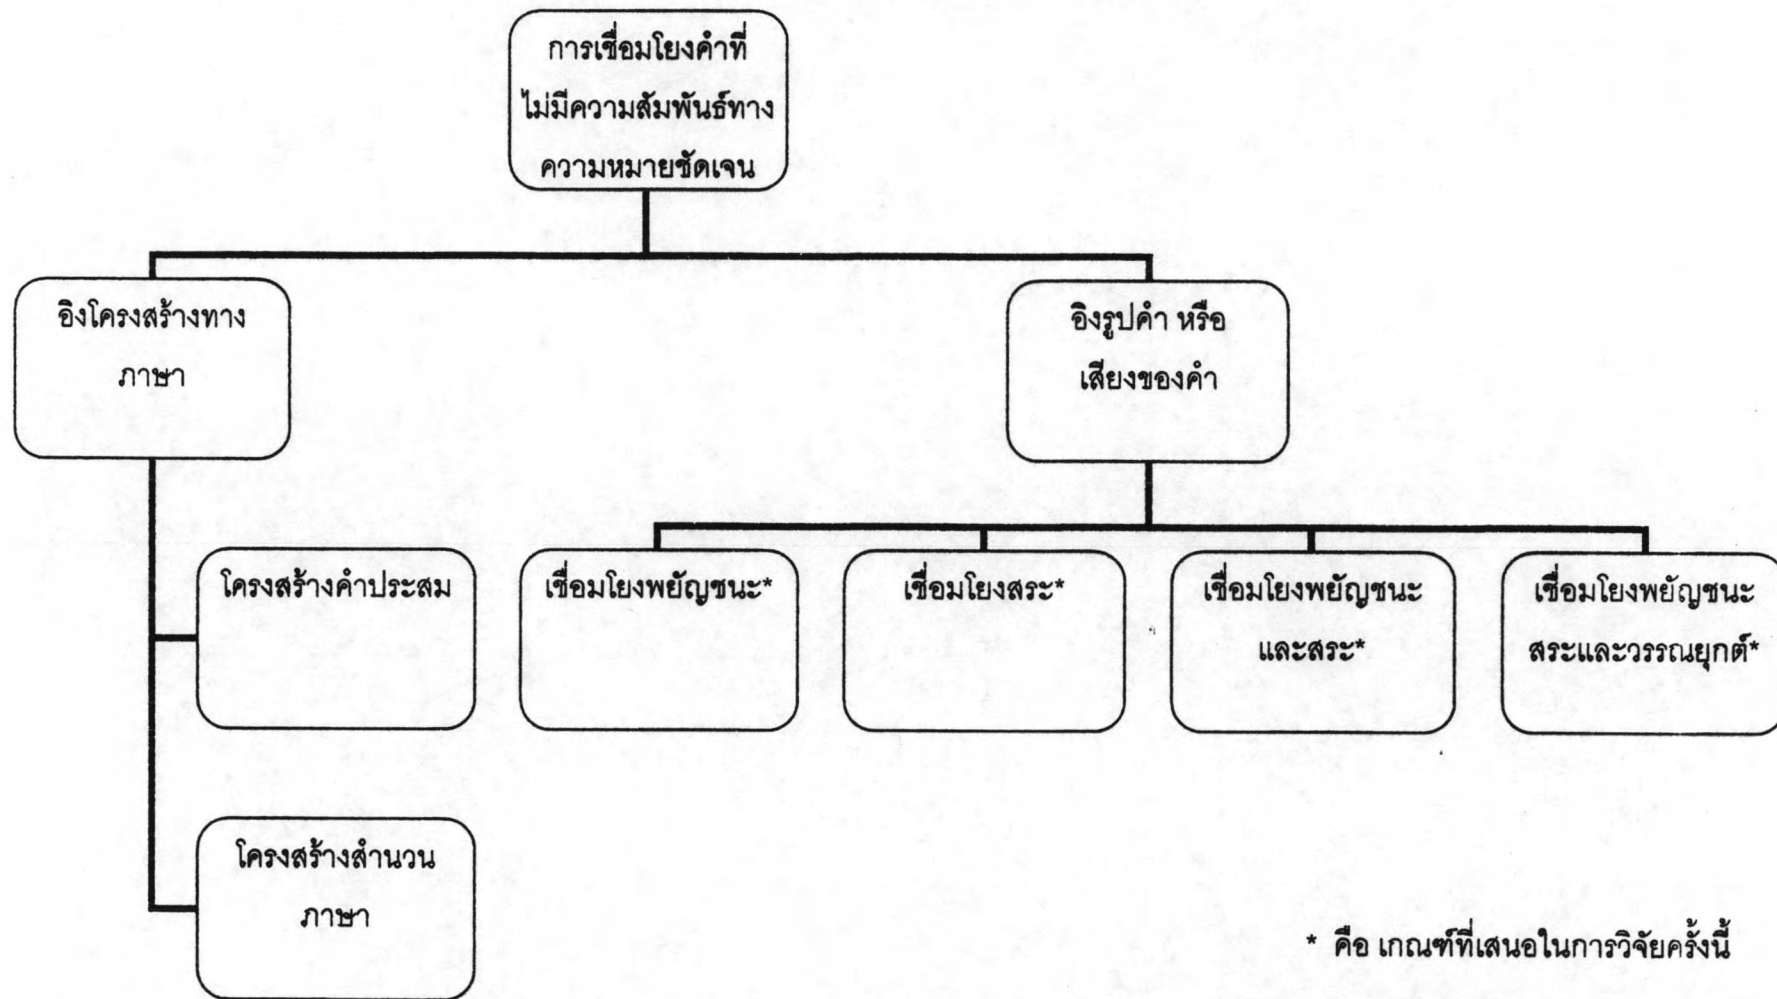 การเชื่อมโยงคำที่
ไม่มีความสัมพันธ์ทาง
ความหมายชัดเจน
อิงโครงสร้างทาง
ภาษา
อิงรูปคำ หรือ
เสียงของคำ
โครงสร้างคำประสม
เชื่อมโยงพยัญชนะ*
เชื่อมโยงสระ*
เชื่อมโยงพยัญชนะ
และสระ*
เชื่อมโยงพยัญชนะ
สระและวรรณยุกต์*
โครงสร้างสำนวน
ภาษา
* คือ เกณฑ์ที่เสนอในการวิจัยครั้งนี้